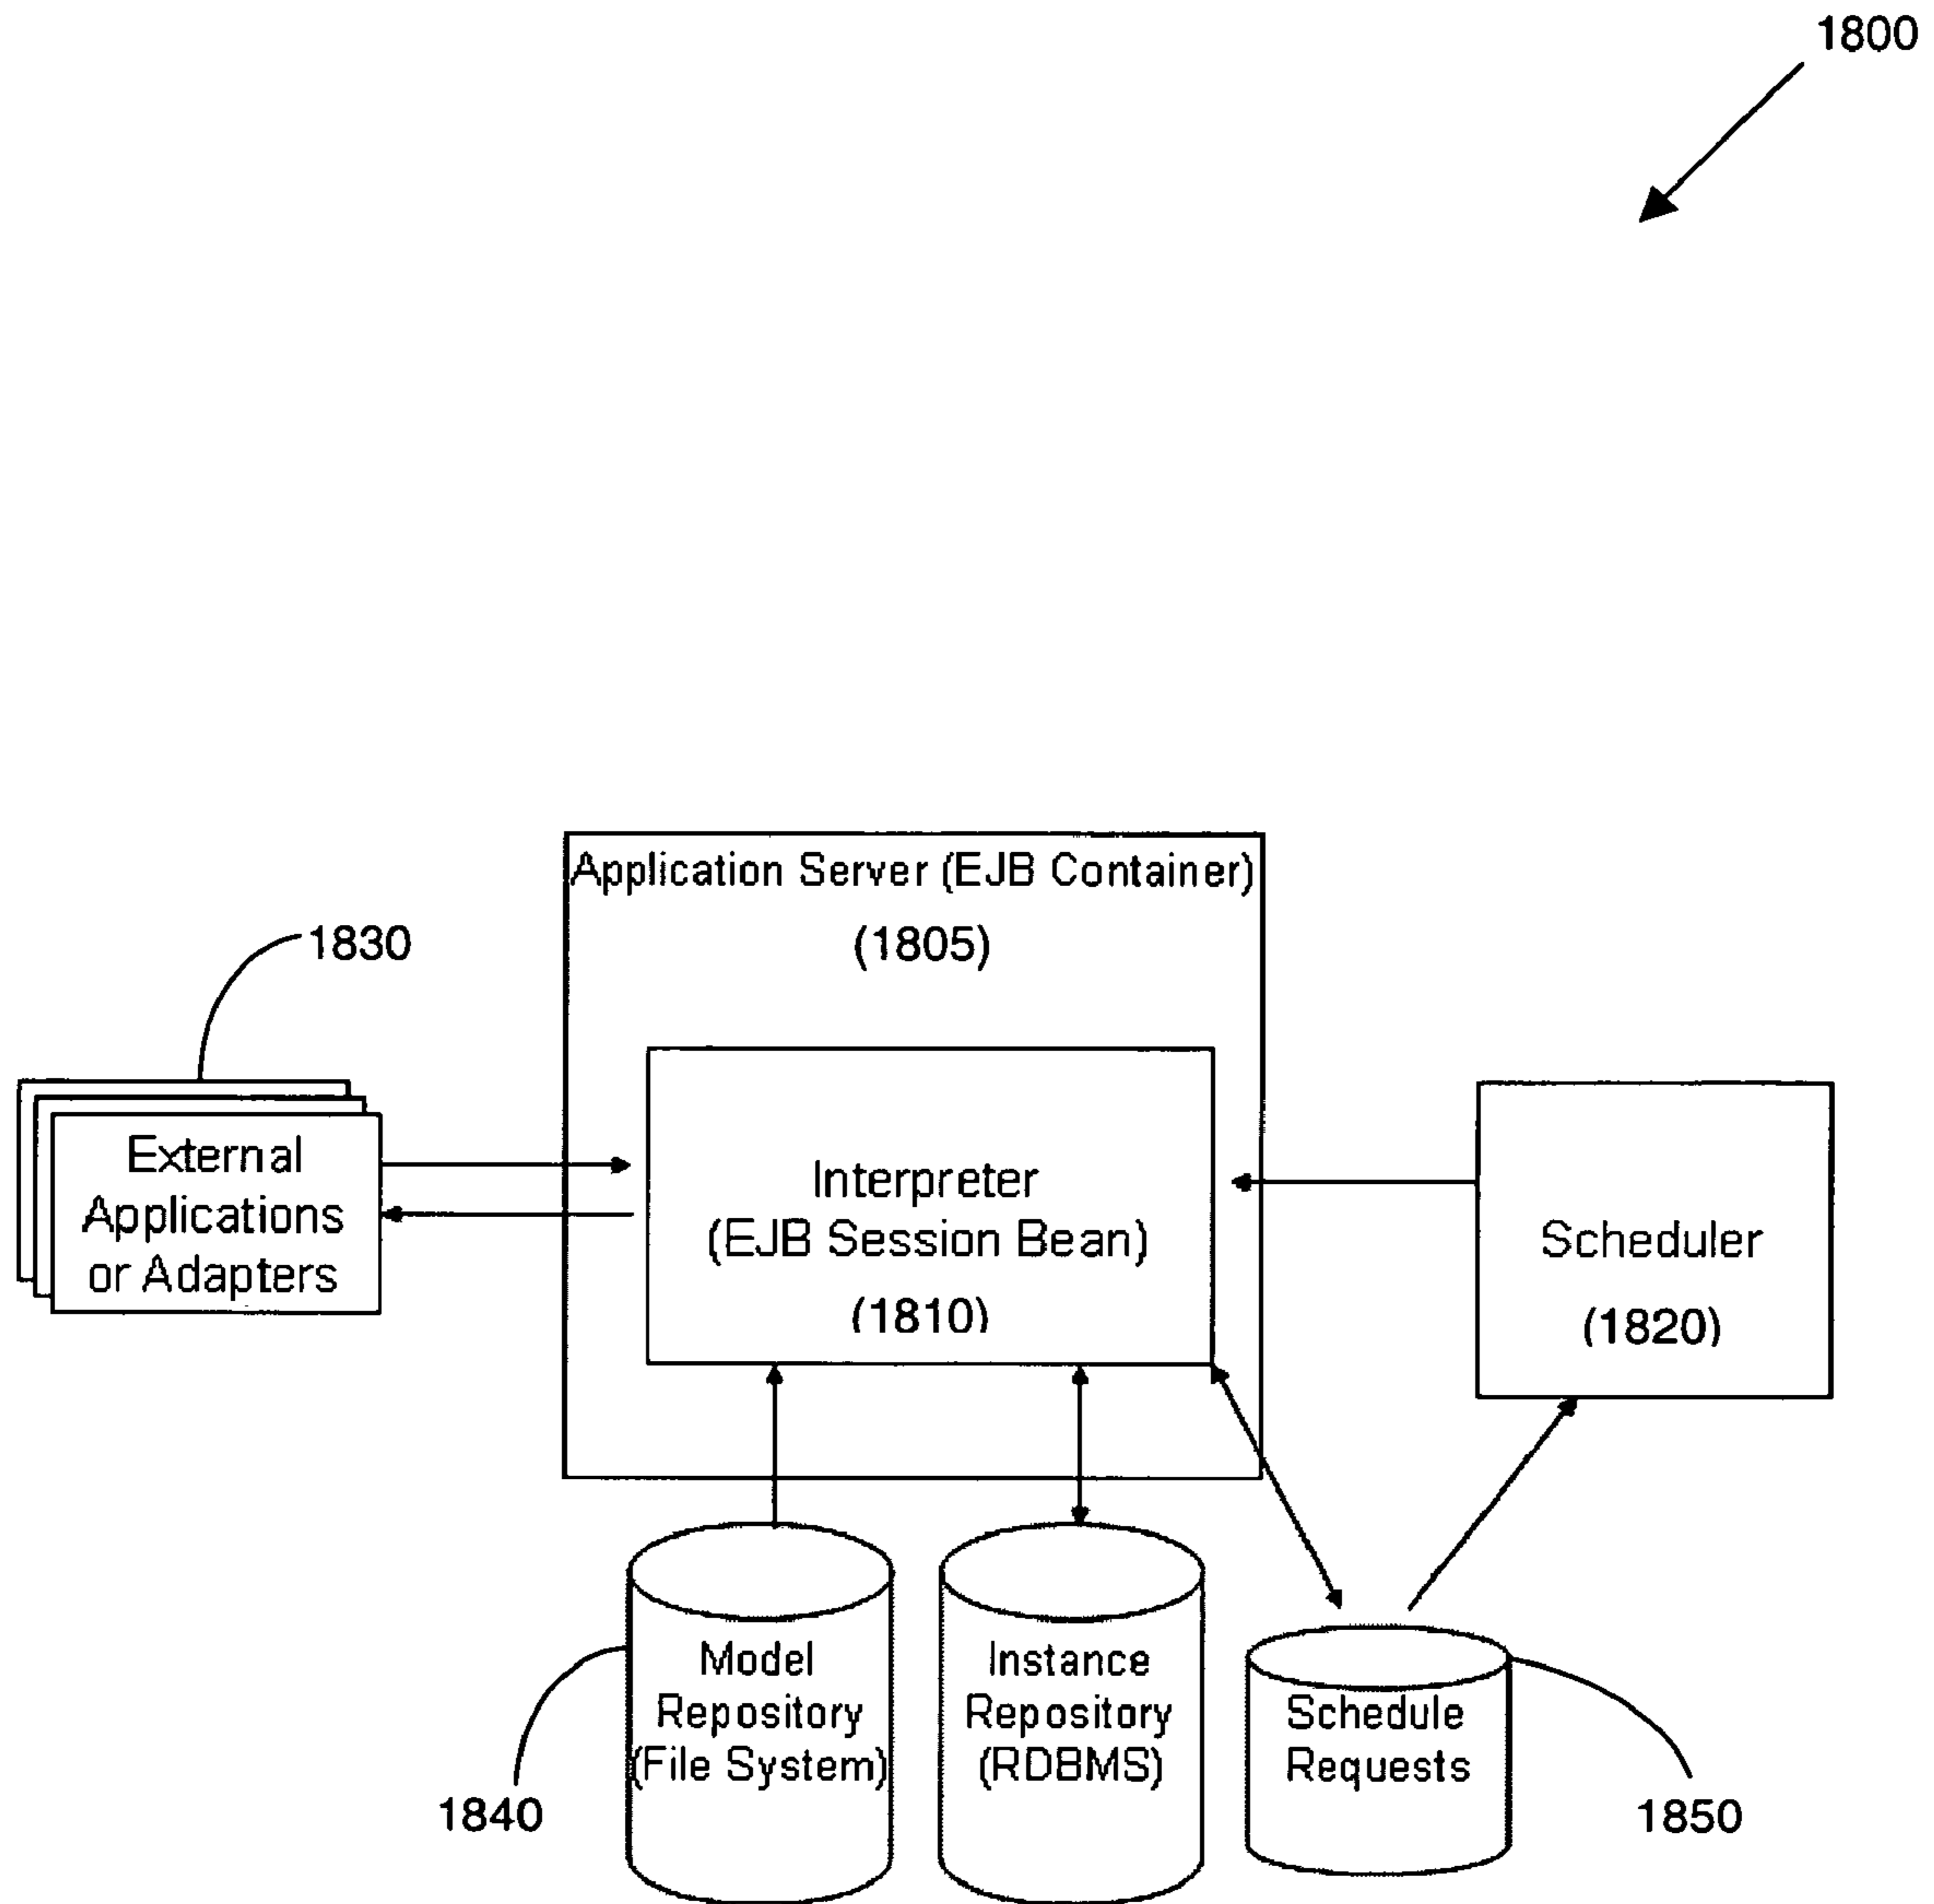 1800
Application Server (EJB Container)
(1805)
1830
External
Applications
or Adapters
Interpreter
(EJB Session Bean)
(1810)
Scheduler
(1820)
Model
Repository
(File System)
Instance
Repository
(RDBMS)
Schedule
Requests
1840
1850